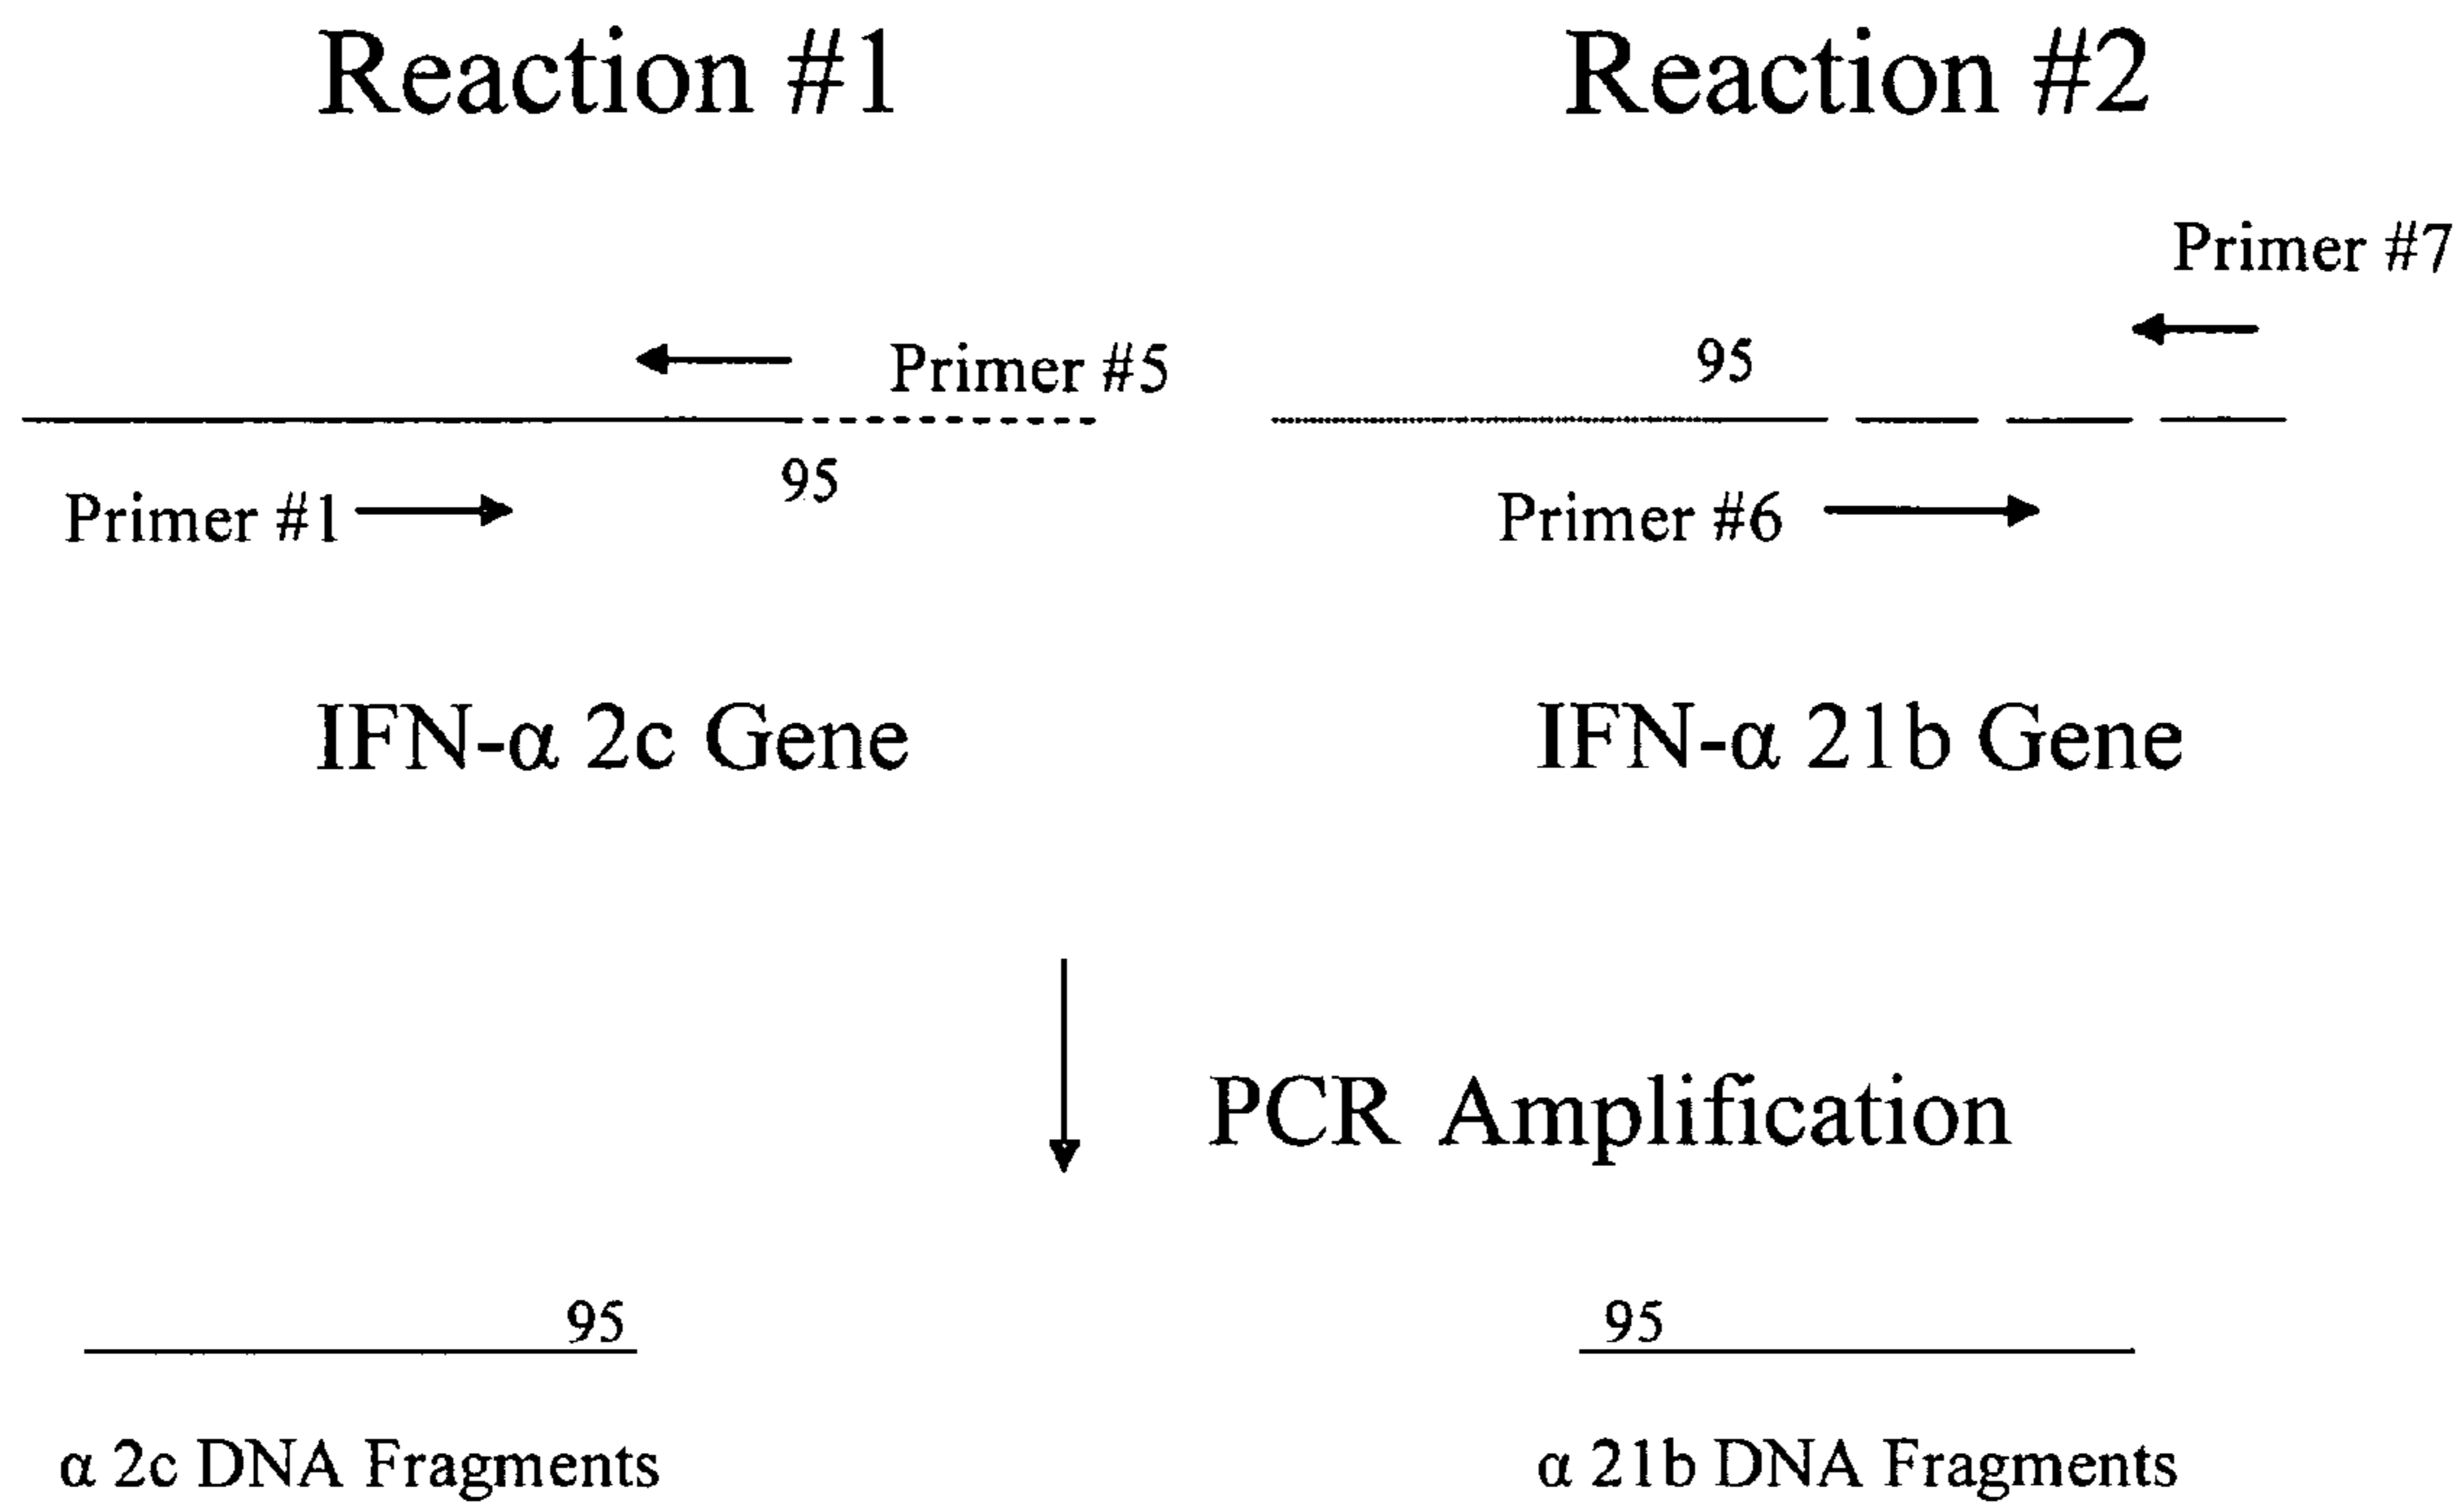 Reaction #1
Reaction #2
Primer #7
Primer #5
95
95
Primer #1
Primer #6
IFN-α 2c Gene
IFN-α 21b Gene
PCR Amplification
95
95
α 2c DNA Fragments
α 21b DNA Fragments